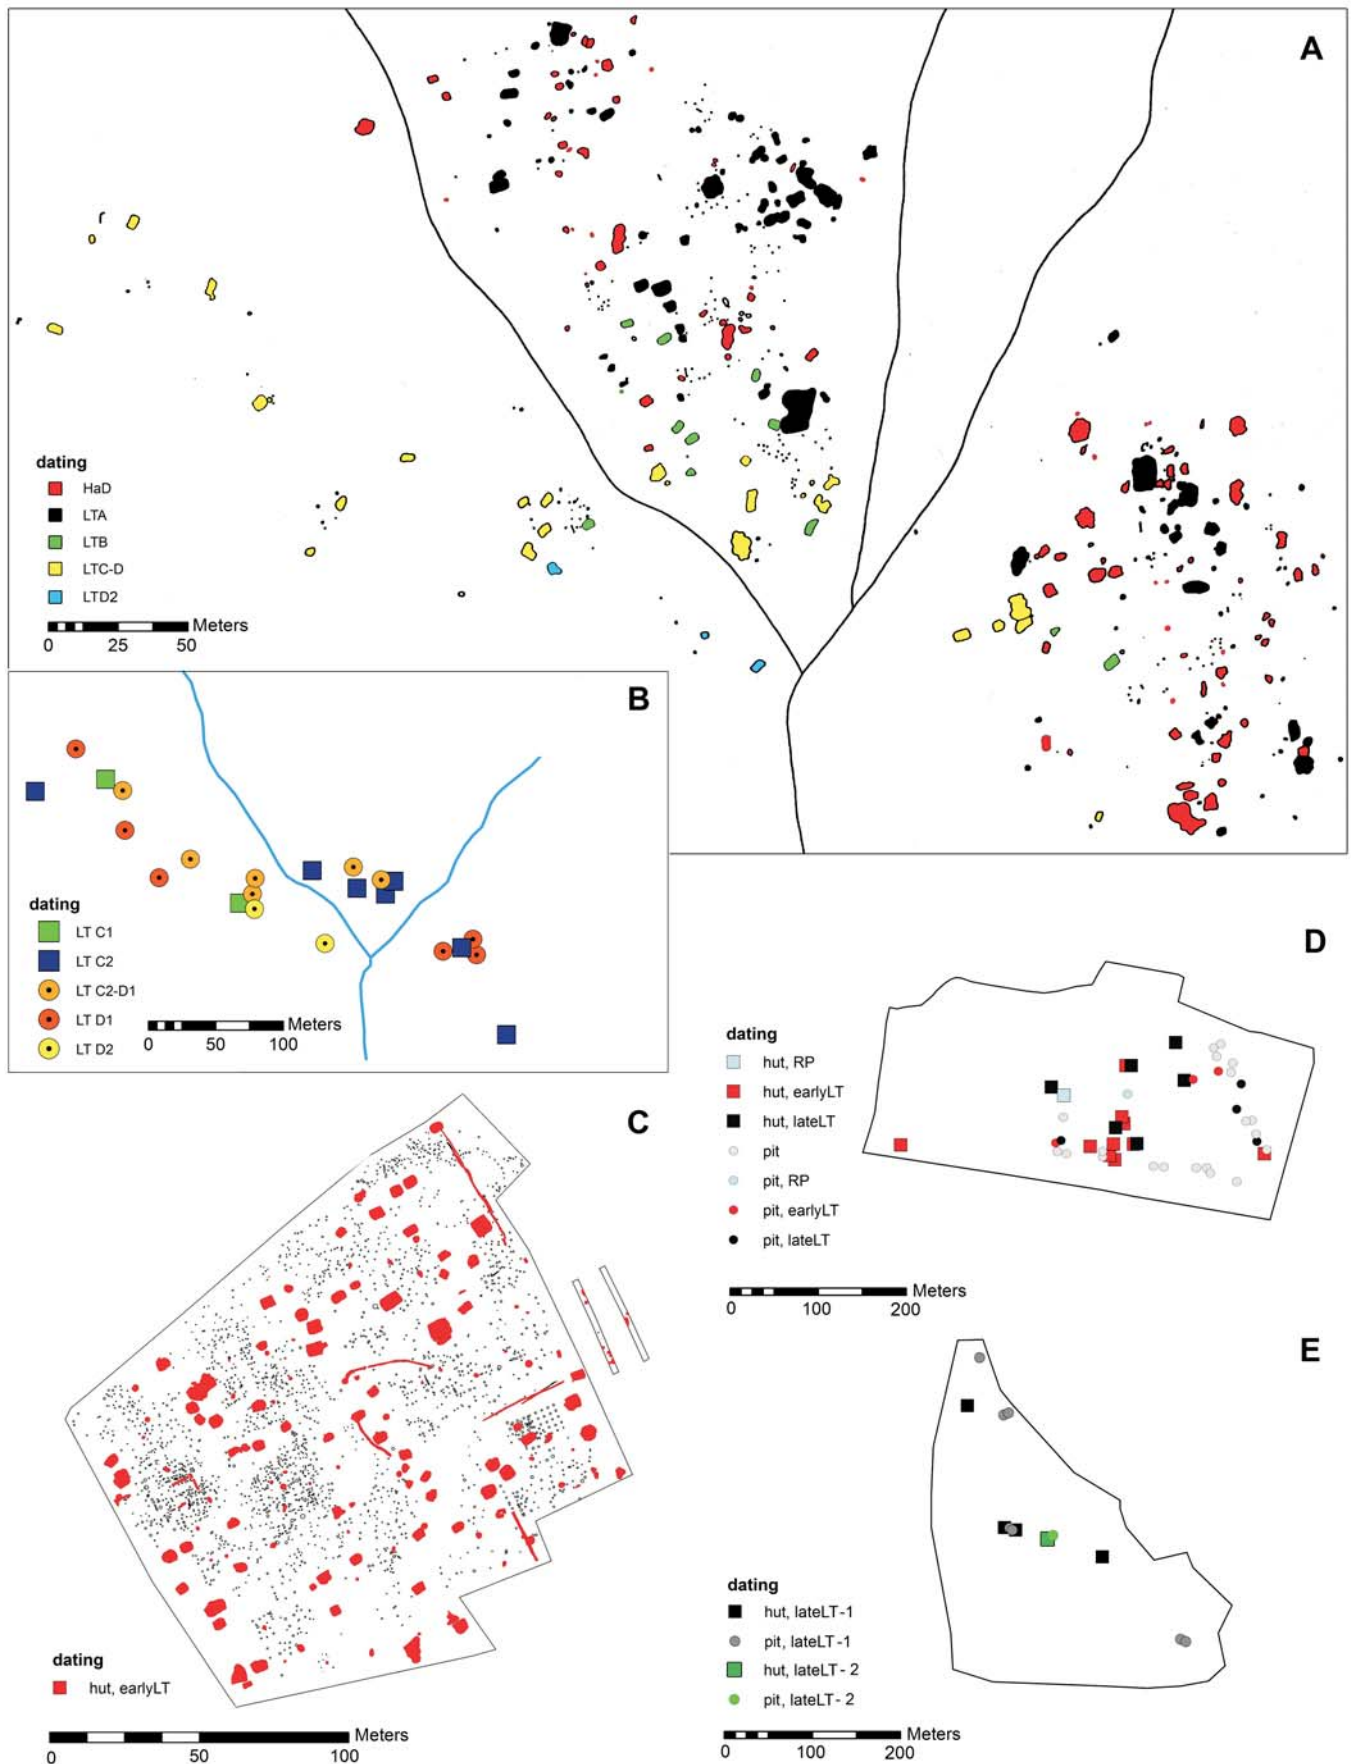 A
dating
HaD
LTA
LTB
LTC-D
LTD2
Meters
0 25 50
B
dating
LT C1
LT C2
LT C2-D1
LT D1
LT D2
Meters
0 50 100
C
dating
hut, earlyLT
Meters
0 50 100
D
dating
hut, RP
hut, earlyLT
hut, lateLT
pit
pit, RP
pit, earlyLT
pit, lateLT
Meters
0 100 200
E
dating
hut, lateLT-1
pit, lateLT-1
hut, lateLT-2
pit, lateLT-2
Meters
0 100 200